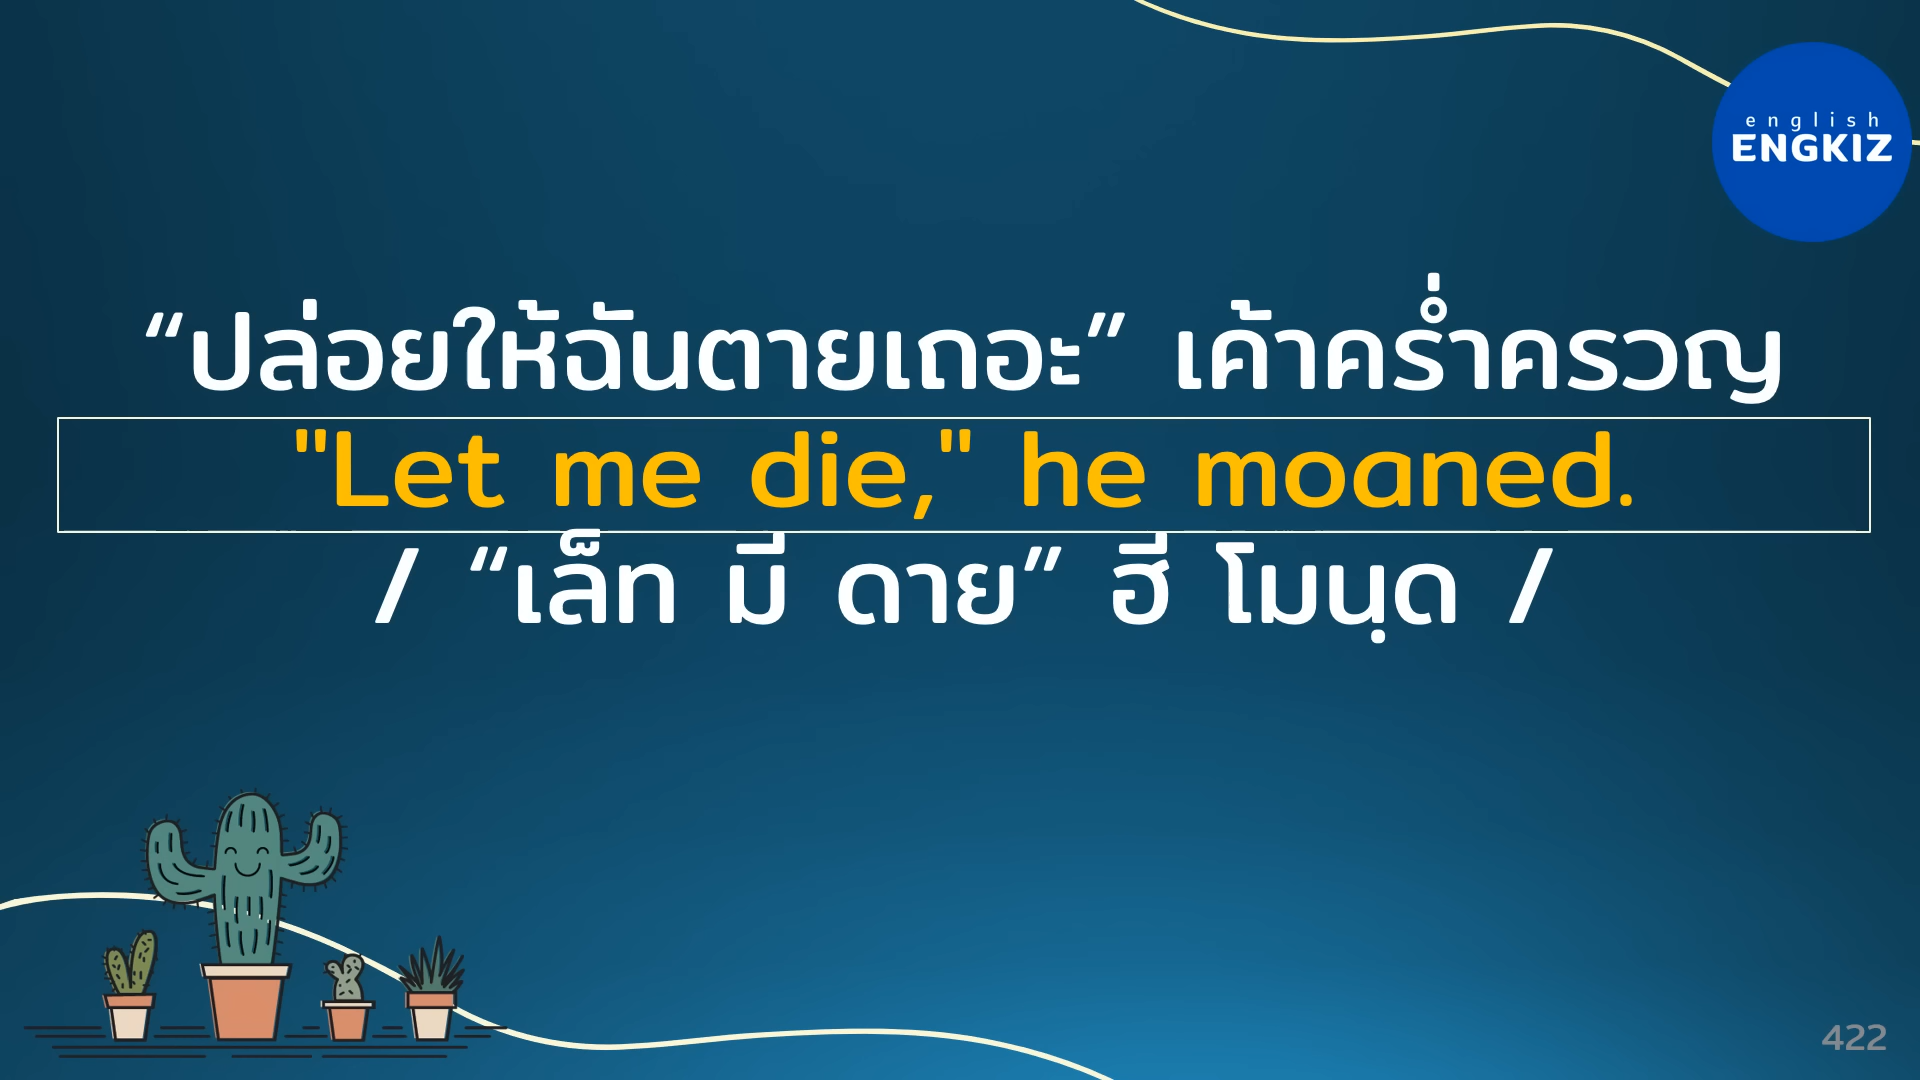 english
ENGKIZ
“ปล่อยให้ฉันตายเถอะ” เค้าคร่ำครวญ
"Let me die," he moaned.
/ “เล็ท มี ดาย” ฮี โมนฺด /
422